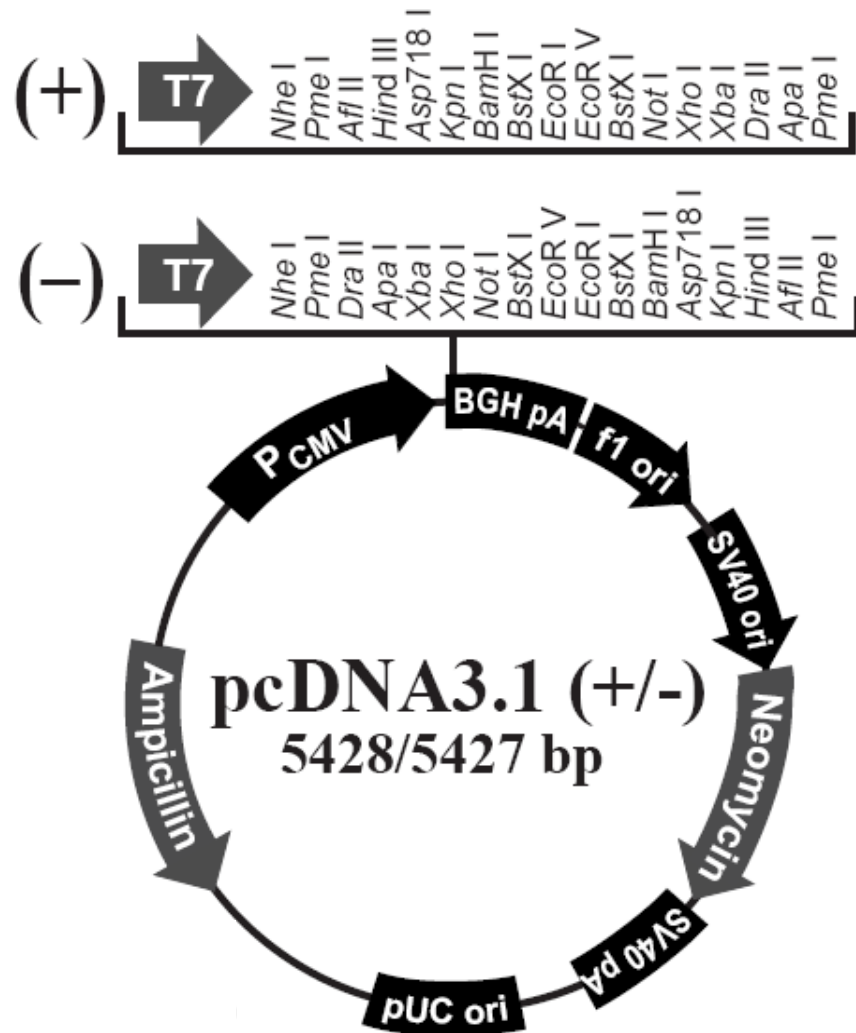 (+) T7 Nhe I Pme I Afl II Hind III Asp718 I Kpn I BamH I BstX I EcoR I EcoR V BstX I Not I Xho I Xba I Dra II Apa I Pme I
(–) T7 Nhe I Pme I Dra II Apa I Xba I Xho I Not I BstX I EcoR V EcoR I BstX I BamH I Asp718 I Kpn I Hind III Afl II Pme I
PCMV
BGH pA
f1 ori
SV40 ori
Neomycin
SV40 pA
pUC ori
Ampicillin
pcDNA3.1 (+/-)
5428/5427 bp